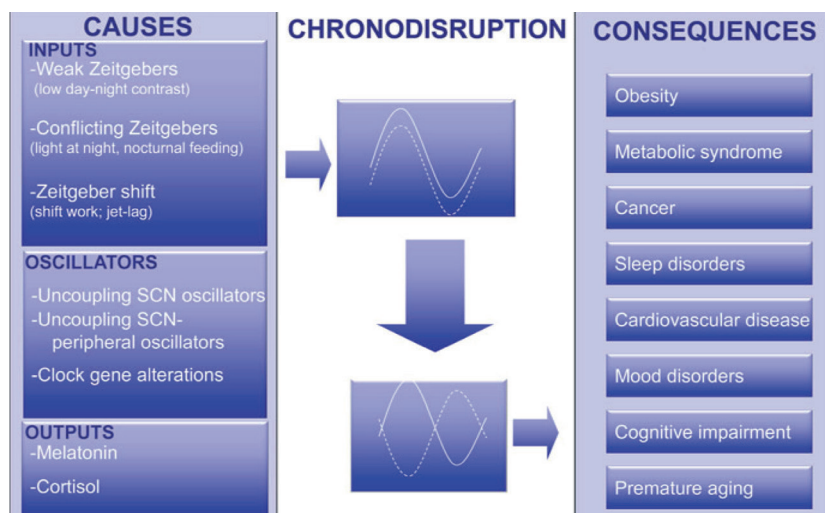 CAUSES
INPUTS
-Weak Zeitgebers
(low day-night contrast)
-Conflicting Zeitgebers
(light at night, nocturnal feeding)
-Zeitgeber shift
(shift work; jet-lag)
OSCILLATORS
-Uncoupling SCN oscillators
-Uncoupling SCN-
peripheral oscillators
-Clock gene alterations
OUTPUTS
-Melatonin
-Cortisol
CHRONODISRUPTION
CONSEQUENCES
Obesity
Metabolic syndrome
Cancer
Sleep disorders
Cardiovascular disease
Mood disorders
Cognitive impairment
Premature aging